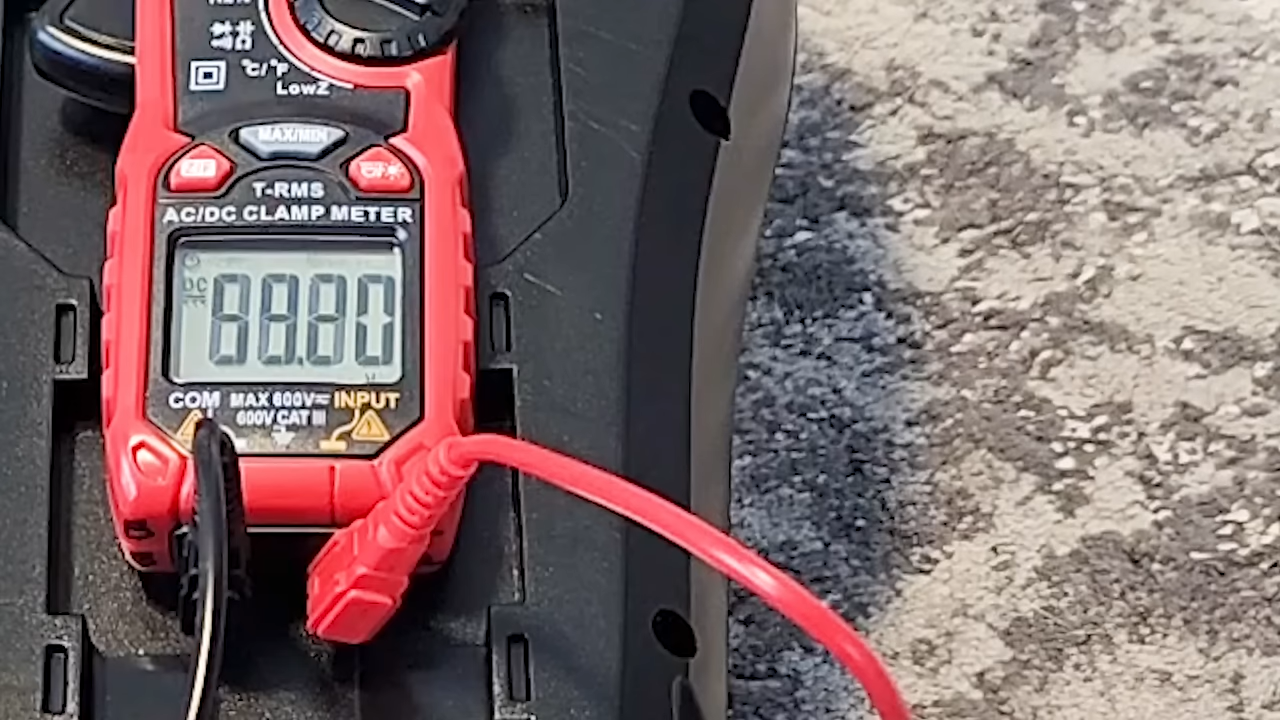 °C/°F
LowZ
MAX/MIN
T-RMS
AC/DC CLAMP METER
DC
88.80
V
COM MAX 600V⎓ INPUT
600V CAT III